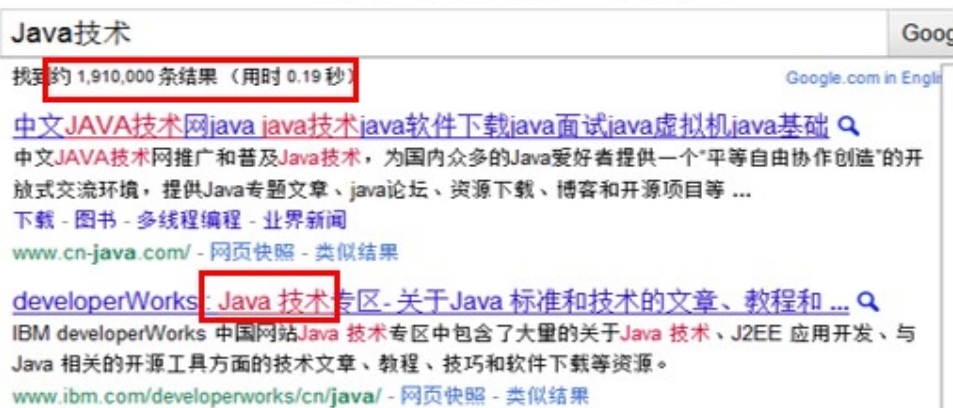 Java技术
Goog
找到约 1,910,000 条结果 （用时 0.19 秒）
Google.com in Engli
中文JAVA技术网java java技术java软件下载java面试java虚拟机java基础
中文JAVA技术网推广和普及Java技术，为国内众多的Java爱好者提供一个“平等自由协作创造”的开
放式交流环境，提供Java专题文章、java论坛、资源下载、博客和开源项目等 ...
下载 - 图书 - 多线程编程 - 业界新闻
www.cn-java.com/ - 网页快照 - 类似结果
developerWorks : Java 技术专区- 关于Java 标准和技术的文章、教程和 ...
IBM developerWorks 中国网站Java 技术专区中包含了大量的关于Java 技术、J2EE 应用开发、与
Java 相关的开源工具方面的技术文章、教程、技巧和软件下载等资源。
www.ibm.com/developerworks/cn/java/ - 网页快照 - 类似结果